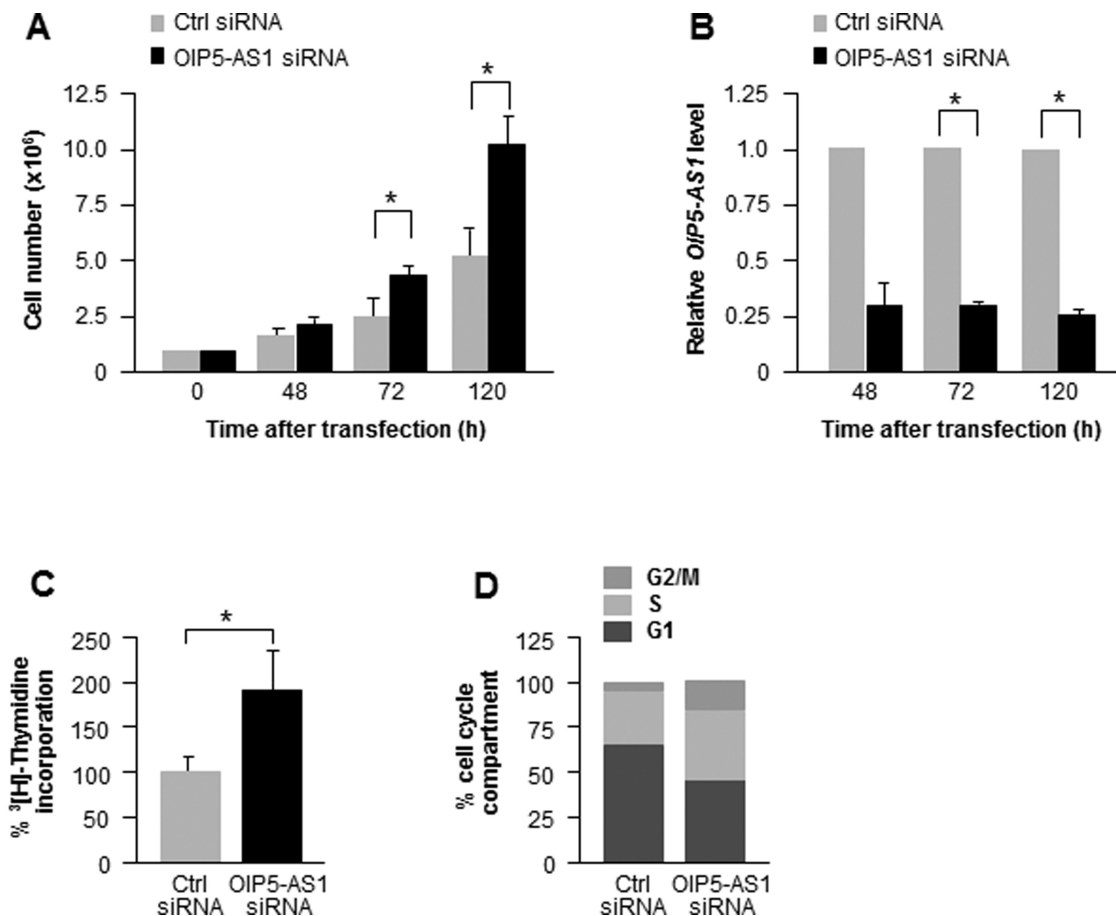 A
Ctrl siRNA
OIP5-AS1 siRNA
Cell number (x10⁶)
12.5
10.0
7.5
5.0
2.5
0
*
*
0 48 72 120
Time after transfection (h)
B
Ctrl siRNA
OIP5-AS1 siRNA
Relative OIP5-AS1 level
1.25
1.0
0.75
0.5
0.25
0
*
*
48 72 120
Time after transfection (h)
C
% ³[H]-Thymidine
incorporation
250
200
150
100
50
0
*
Ctrl
siRNA
OIP5-AS1
siRNA
D
G2/M
S
G1
% cell cycle
compartment
125
100
75
50
25
0
Ctrl
siRNA
OIP5-AS1
siRNA